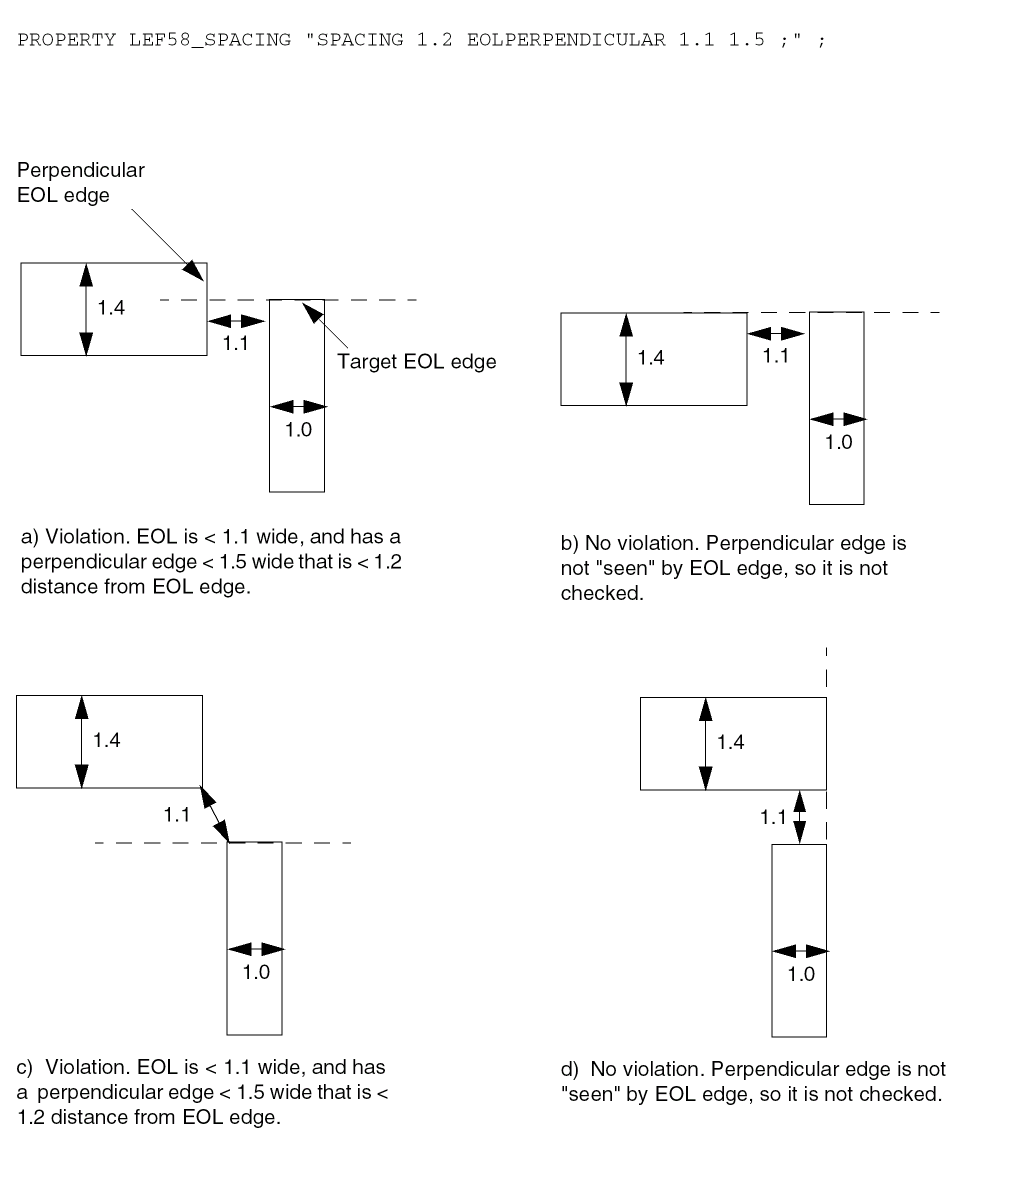 PROPERTY LEF58_SPACING "SPACING 1.2 EOLPERPENDICULAR 1.1 1.5 ;" ;
Perpendicular
EOL edge
1.4
1.1
Target EOL edge
1.0
1.4
1.1
1.0
a) Violation. EOL is < 1.1 wide, and has a
perpendicular edge < 1.5 wide that is < 1.2
distance from EOL edge.
b) No violation. Perpendicular edge is
not "seen" by EOL edge, so it is not
checked.
1.4
1.1
1.0
1.4
1.1
1.0
c) Violation. EOL is < 1.1 wide, and has
a perpendicular edge < 1.5 wide that is <
1.2 distance from EOL edge.
d) No violation. Perpendicular edge is not
"seen" by EOL edge, so it is not checked.